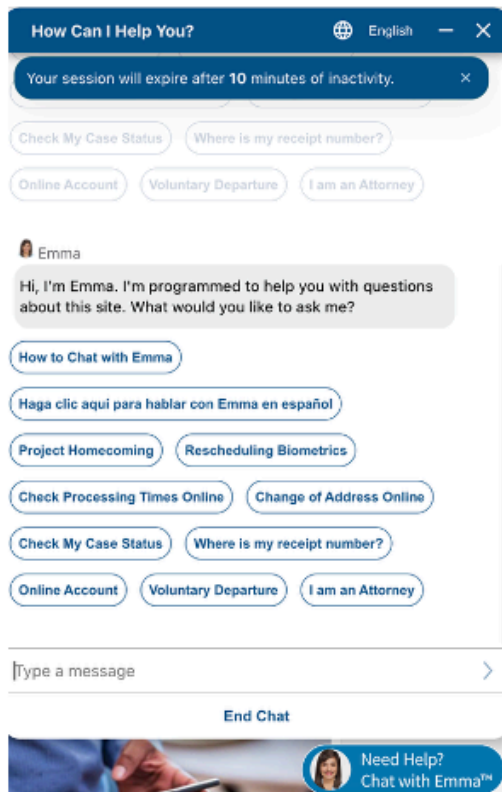 How Can I Help You?
English
Your session will expire after 10 minutes of inactivity.
Check My Case Status
Where is my receipt number?
Online Account
Voluntary Departure
I am an Attorney
Emma
Hi, I'm Emma. I'm programmed to help you with questions
about this site. What would you like to ask me?
How to Chat with Emma
Haga clic aqui para hablar con Emma en español
Project Homecoming
Rescheduling Biometrics
Check Processing Times Online
Change of Address Online
Check My Case Status
Where is my receipt number?
Online Account
Voluntary Departure
I am an Attorney
Type a message
End Chat
Need Help?
Chat with Emma™